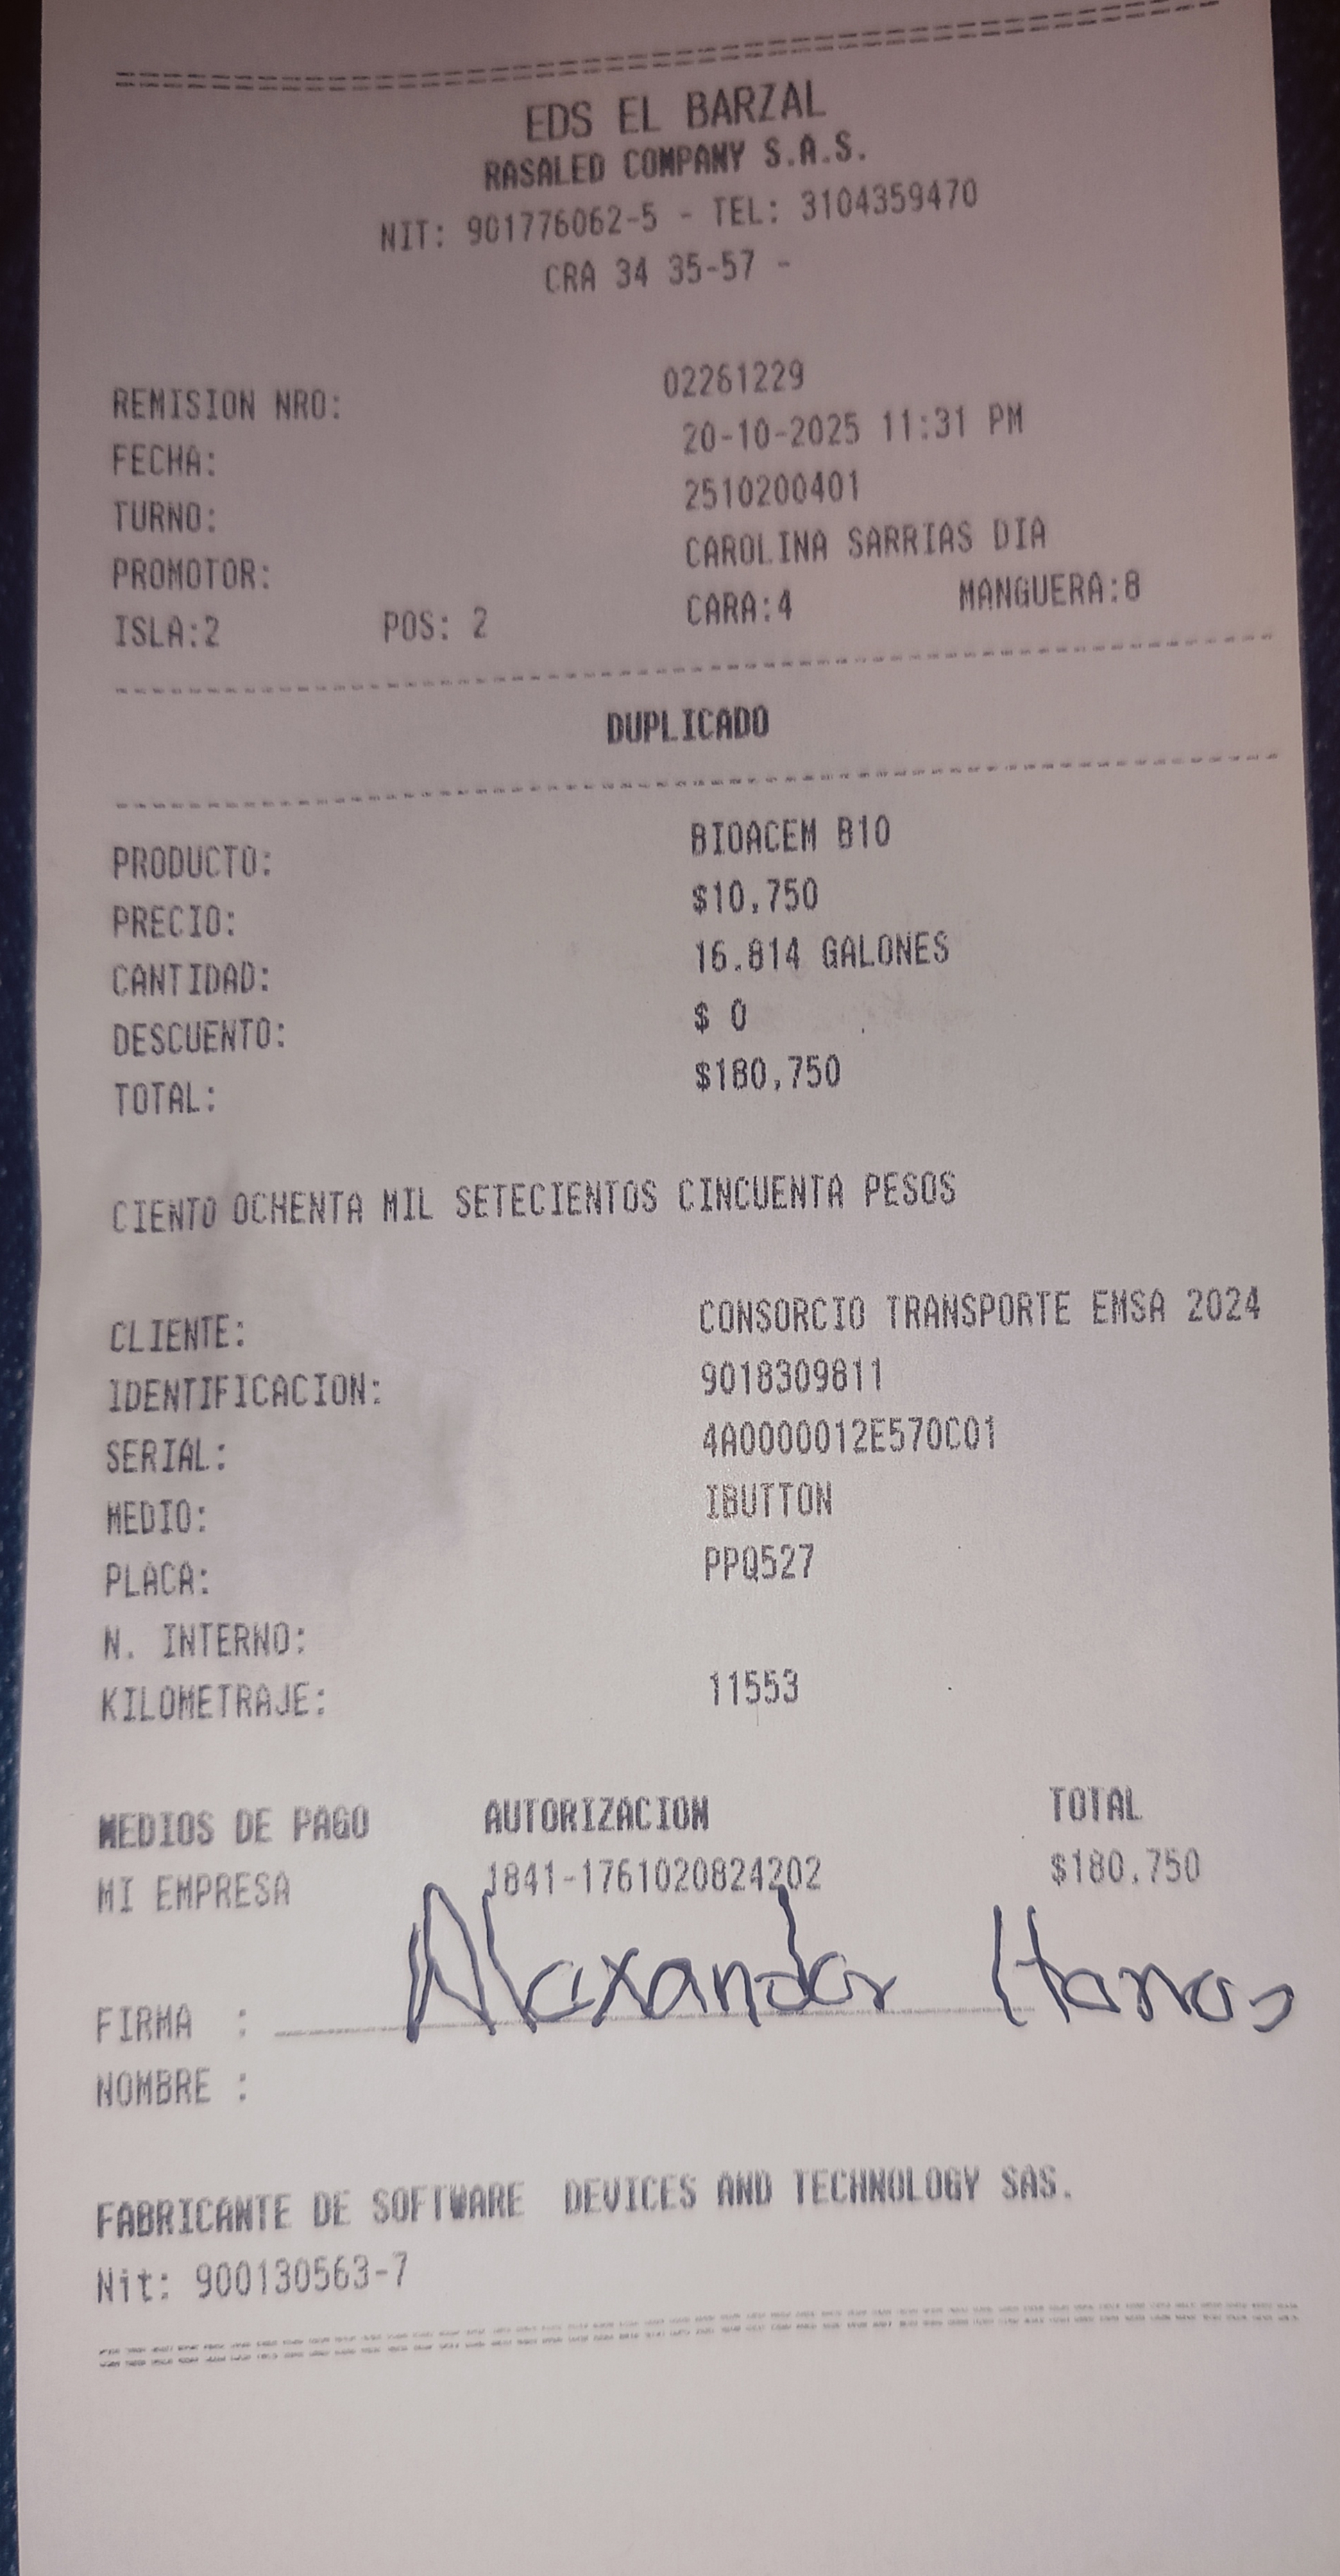 EDS EL BARZAL
RASALED COMPANY S.A.S.
NIT: 901776062-5 - TEL: 3104359470
CRA 34 35-57 -
REMISION NRO: 02261229
FECHA: 20-10-2025 11:31 PM
TURNO: 2510200401
PROMOTOR: CAROLINA SARRIAS DIA
ISLA:2 POS: 2 CARA:4 MANGUERA:8
DUPLICADO
PRODUCTO: BIOACEM B10
PRECIO: $10,750
CANTIDAD: 16.814 GALONES
DESCUENTO: $ 0
TOTAL: $180,750
CIENTO OCHENTA MIL SETECIENTOS CINCUENTA PESOS
CLIENTE: CONSORCIO TRANSPORTE EMSA 2024
IDENTIFICACION: 9018309811
SERIAL: 4A0000012E570C01
MEDIO: IBUTTON
PLACA: PPQ527
N. INTERNO:
KILOMETRAJE: 11553
MEDIOS DE PAGO AUTORIZACION TOTAL
MI EMPRESA 1841-1761020824202 $180,750
FIRMA : Alexander
NOMBRE :
FABRICANTE DE SOFTWARE DEVICES AND TECHNOLOGY SAS.
Nit: 900130563-7